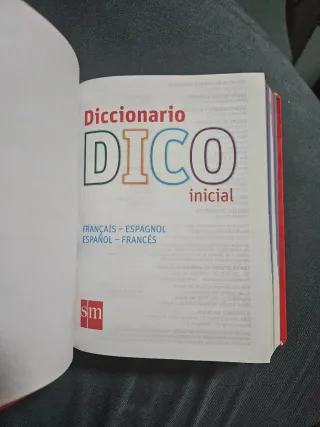 Diccionario
DICO
inicial
FRANÇAIS – ESPAGNOL
ESPAÑOL – FRANCÉS
sm